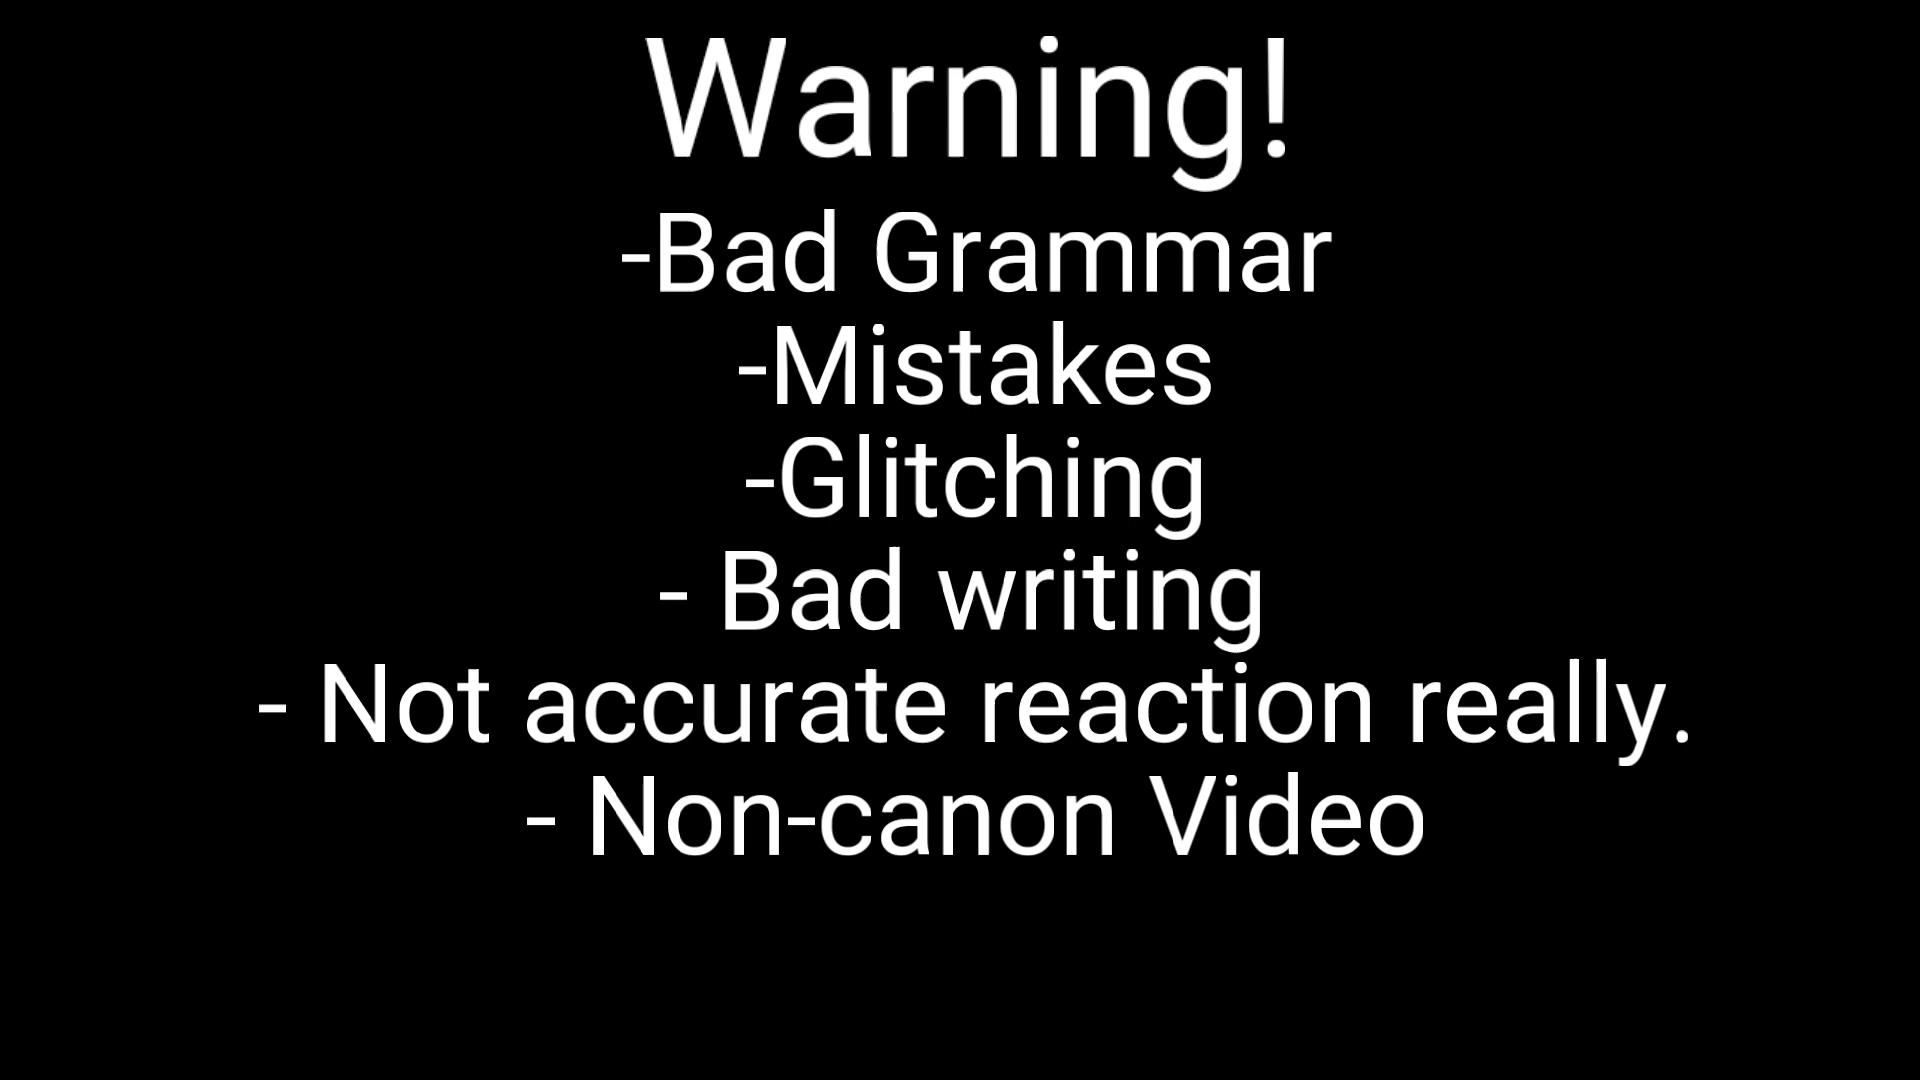 Warning!
-Bad Grammar
-Mistakes
-Glitching
- Bad writing
- Not accurate reaction really.
- Non-canon Video